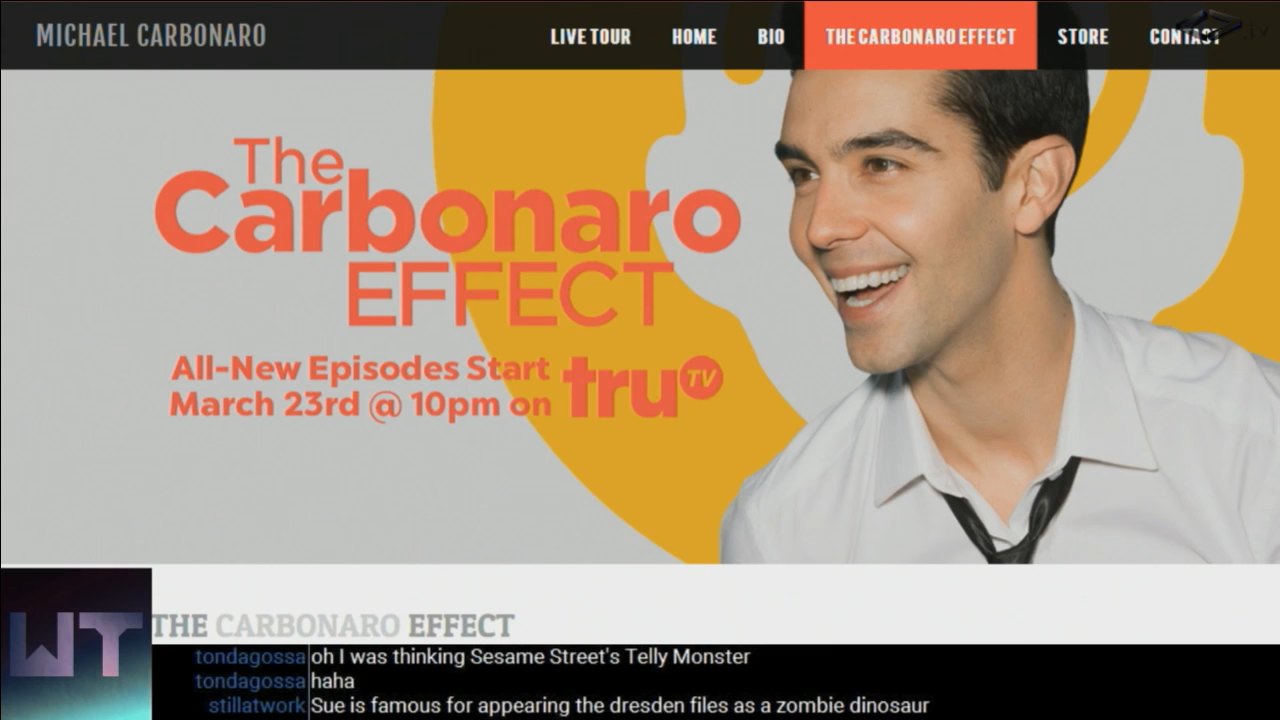 MICHAEL CARBONARO
LIVE TOUR HOME BIO THE CARBONARO EFFECT STORE CONTACT
The
Carbonaro
EFFECT
All-New Episodes Start
March 23rd @ 10pm on
truTV
WT
THE CARBONARO EFFECT
tondagossa oh I was thinking Sesame Street's Telly Monster
tondagossa haha
stillatwork Sue is famous for appearing the dresden files as a zombie dinosaur